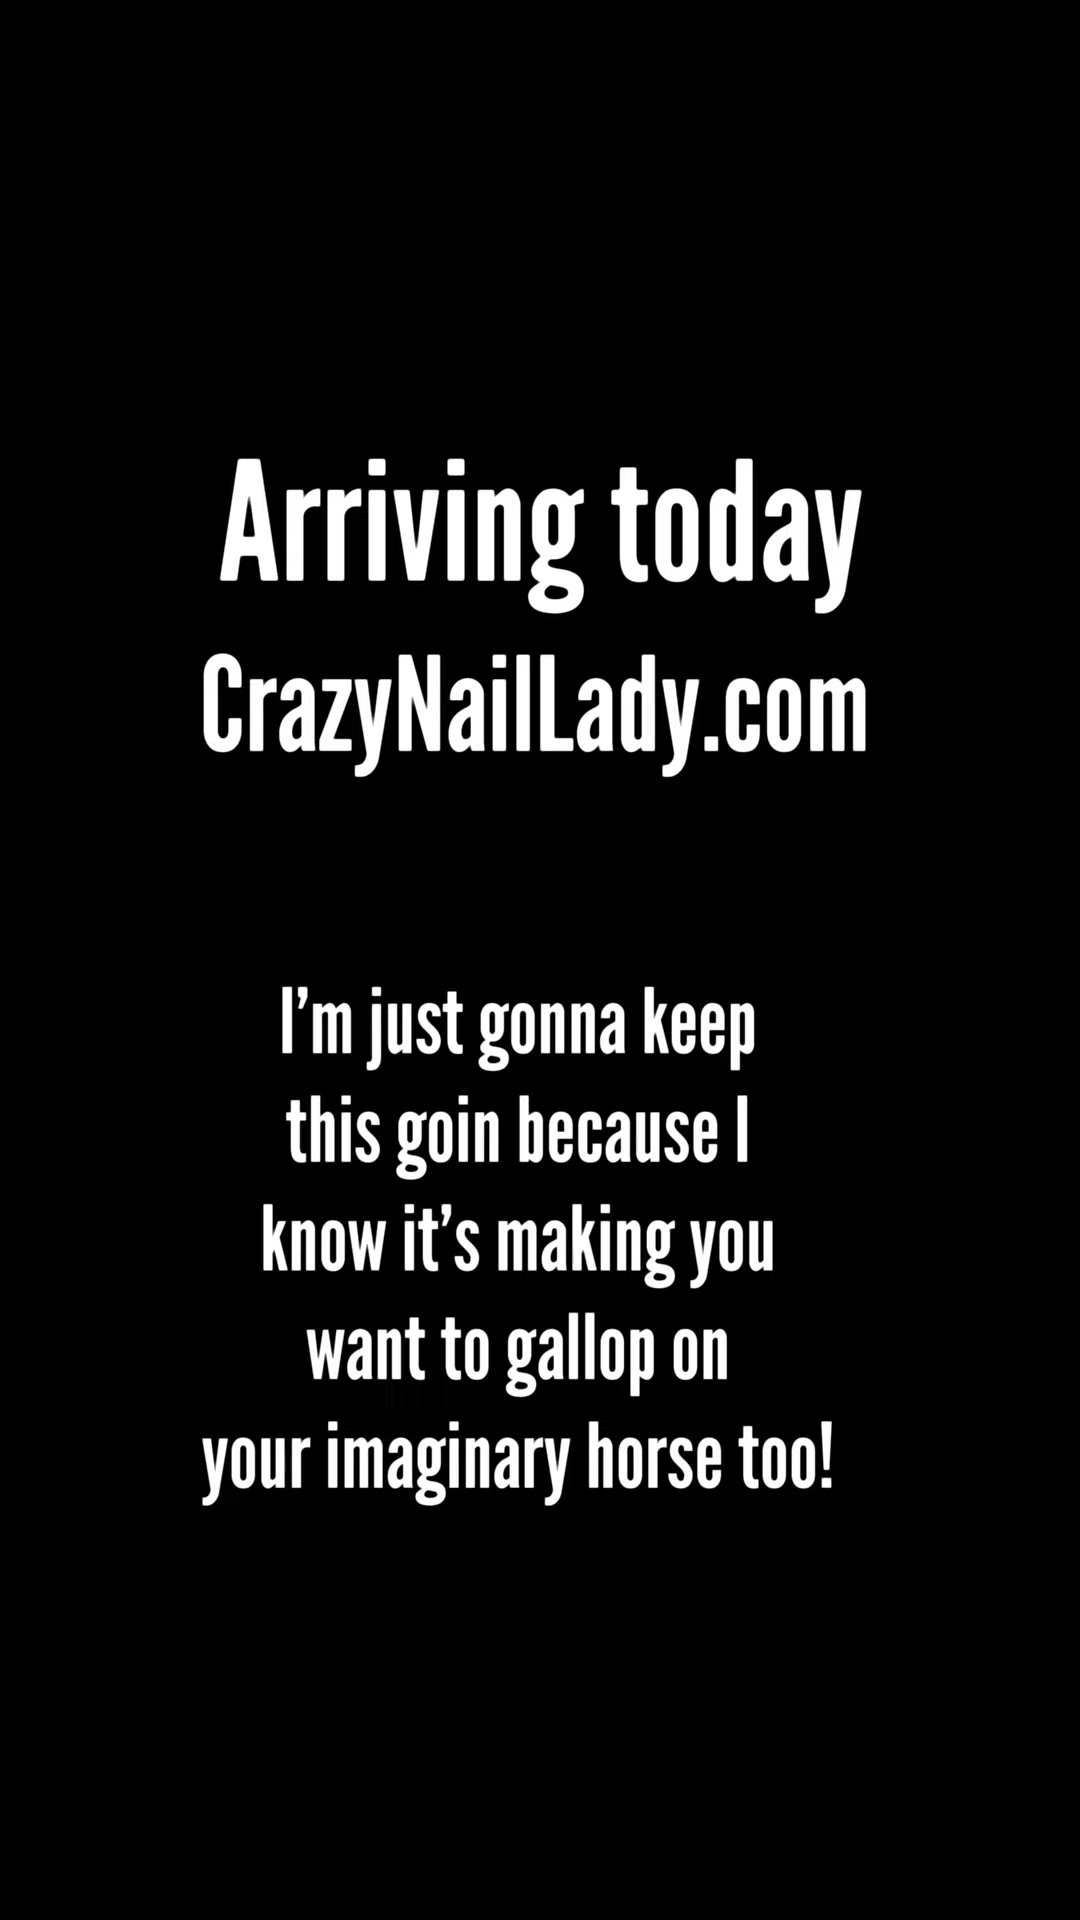 Arriving today
CrazyNailLady.com
I’m just gonna keep
this goin because I
know it’s making you
want to gallop on
your imaginary horse too!